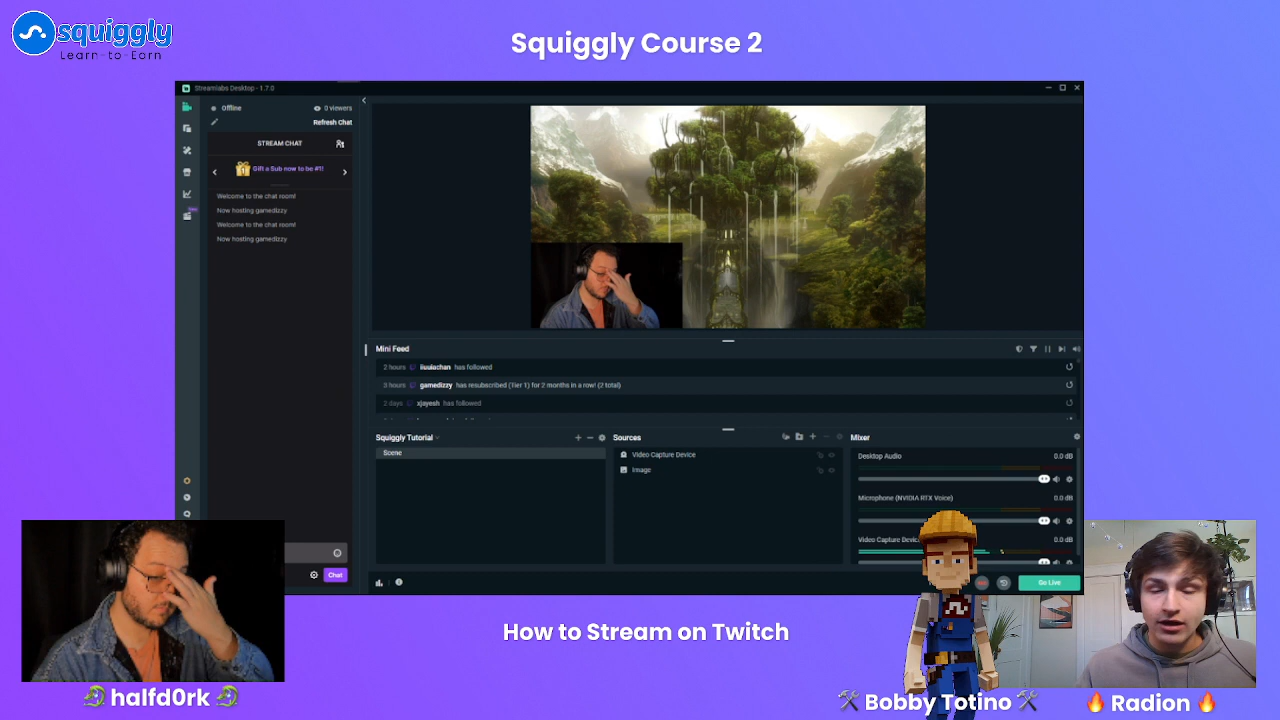 squiggly
Learn-to-Earn
Squiggly Course 2
Streamlabs Desktop - 1.7.0
Offline
0 viewers
Refresh Chat
STREAM CHAT
Gift a Sub now to be #1!
Welcome to the chat room!
Now hosting gamedizzy
Welcome to the chat room!
Now hosting gamedizzy
Mini Feed
2 hours iiuuiachan has followed
3 hours gamedizzy has resubscribed (Tier 1) for 2 months in a row! (2 total)
2 days xjayesh has followed
Squiggly Tutorial
Scene
Sources
Video Capture Device
Image
Mixer
Desktop Audio 0.0 dB
Microphone (NVIDIA RTX Voice) 0.0 dB
Video Capture 0.0 dB
Chat
Go Live
How to Stream on Twitch
halfd0rk
Bobby Totino
Radion